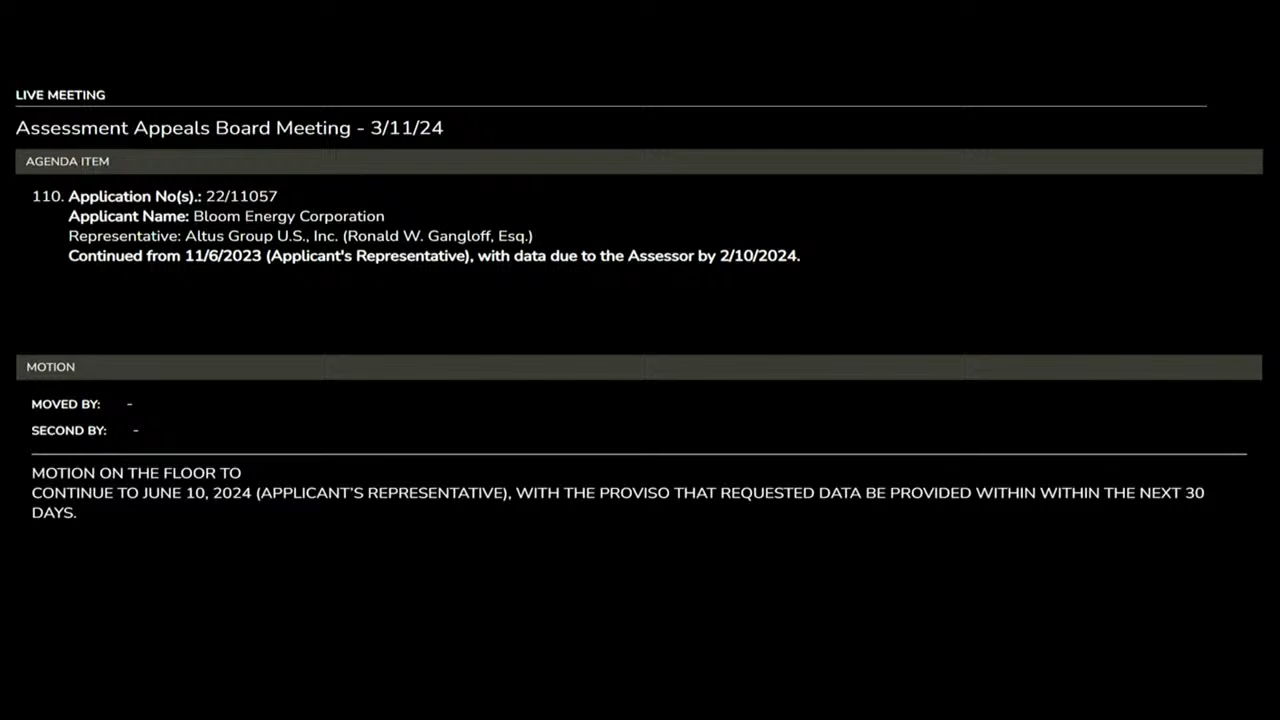 LIVE MEETING
Assessment Appeals Board Meeting - 3/11/24
AGENDA ITEM
110. Application No(s).: 22/11057
Applicant Name: Bloom Energy Corporation
Representative: Altus Group U.S., Inc. (Ronald W. Gangloff, Esq.)
Continued from 11/6/2023 (Applicant's Representative), with data due to the Assessor by 2/10/2024.
MOTION
MOVED BY: -
SECOND BY: -
MOTION ON THE FLOOR TO
CONTINUE TO JUNE 10, 2024 (APPLICANT'S REPRESENTATIVE), WITH THE PROVISO THAT REQUESTED DATA BE PROVIDED WITHIN WITHIN THE NEXT 30
DAYS.